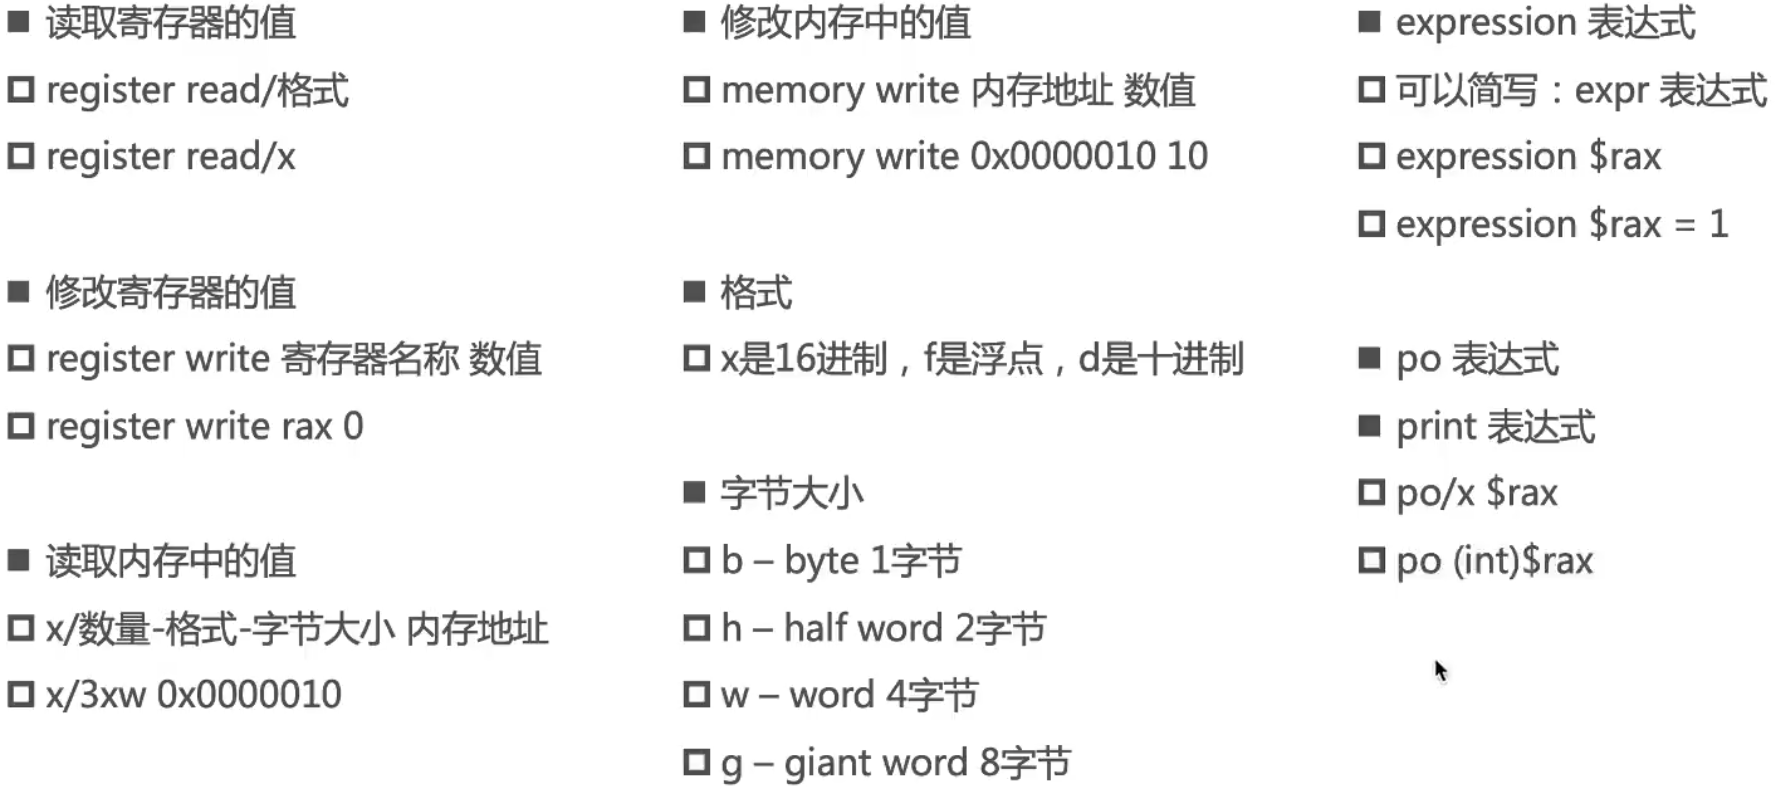 ■ 读取寄存器的值
□ register read/格式
□ register read/x
■ 修改寄存器的值
□ register write 寄存器名称 数值
□ register write rax 0
■ 读取内存中的值
□ x/数量-格式-字节大小 内存地址
□ x/3xw 0x0000010
■ 修改内存中的值
□ memory write 内存地址 数值
□ memory write 0x0000010 10
■ 格式
□ x是16进制，f是浮点，d是十进制
■ 字节大小
□ b – byte 1字节
□ h – half word 2字节
□ w – word 4字节
□ g – giant word 8字节
■ expression 表达式
□ 可以简写：expr 表达式
□ expression $rax
□ expression $rax = 1
■ po 表达式
■ print 表达式
□ po/x $rax
□ po (int)$rax